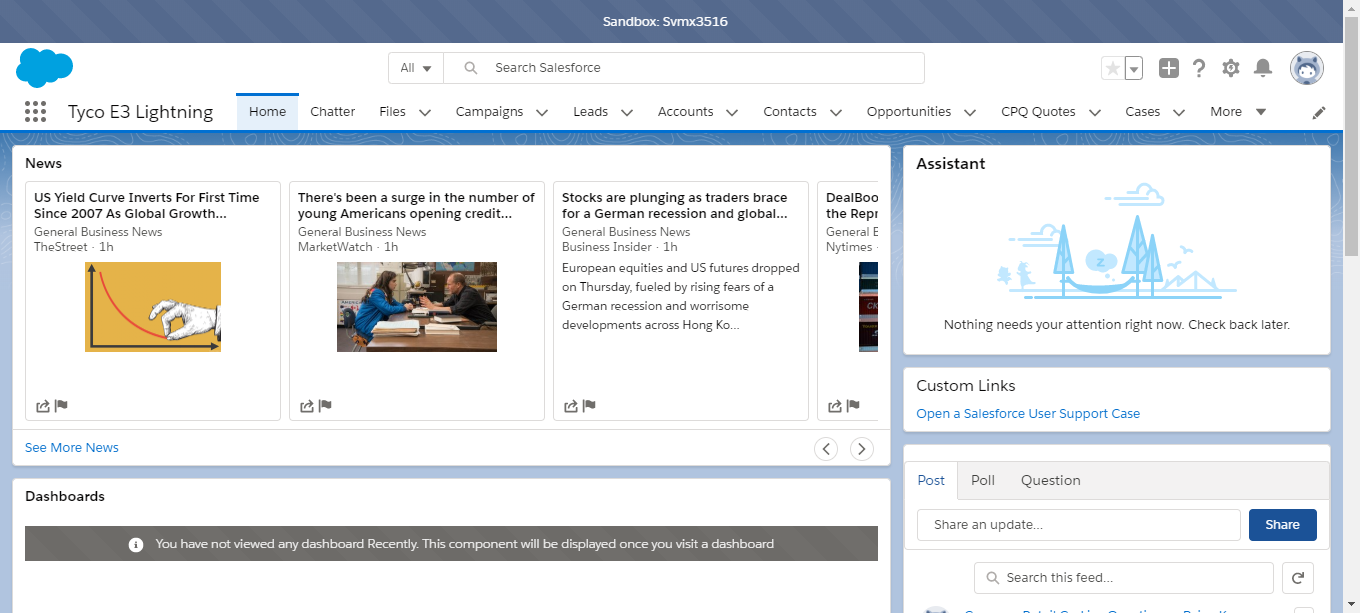 Sandbox: Svmx3516
All
Search Salesforce
Tyco E3 Lightning
Home Chatter Files Campaigns Leads Accounts Contacts Opportunities CPQ Quotes Cases More
News
US Yield Curve Inverts For First Time
Since 2007 As Global Growth...
General Business News
TheStreet · 1h
There's been a surge in the number of
young Americans opening credit...
General Business News
MarketWatch · 1h
Stocks are plunging as traders brace
for a German recession and global...
General Business News
Business Insider · 1h
European equities and US futures dropped
on Thursday, fueled by rising fears of a
German recession and worrisome
developments across Hong Ko...
DealBoo
the Repr
General B
Nytimes ·
See More News
Dashboards
You have not viewed any dashboard Recently. This component will be displayed once you visit a dashboard
Assistant
z
Nothing needs your attention right now. Check back later.
Custom Links
Open a Salesforce User Support Case
Post Poll Question
Share an update...
Share
Search this feed...